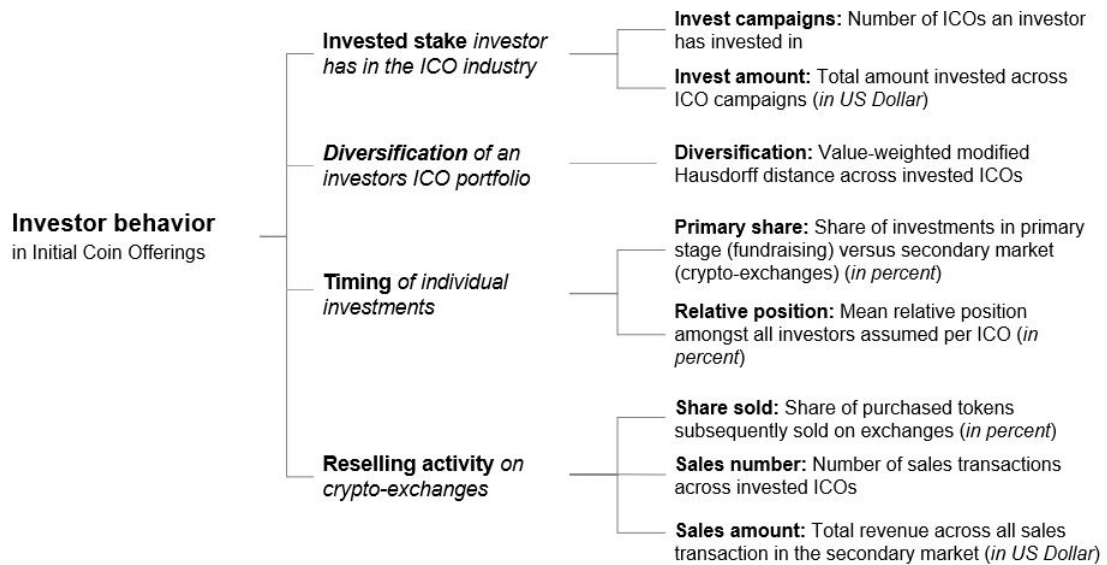 Investor behavior
in Initial Coin Offerings
Invested stake investor
has in the ICO industry
Invest campaigns: Number of ICOs an investor
has invested in
Invest amount: Total amount invested across
ICO campaigns (in US Dollar)
Diversification of an
investors ICO portfolio
Diversification: Value-weighted modified
Hausdorff distance across invested ICOs
Timing of individual
investments
Primary share: Share of investments in primary
stage (fundraising) versus secondary market
(crypto-exchanges) (in percent)
Relative position: Mean relative position
amongst all investors assumed per ICO (in
percent)
Reselling activity on
crypto-exchanges
Share sold: Share of purchased tokens
subsequently sold on exchanges (in percent)
Sales number: Number of sales transactions
across invested ICOs
Sales amount: Total revenue across all sales
transaction in the secondary market (in US Dollar)